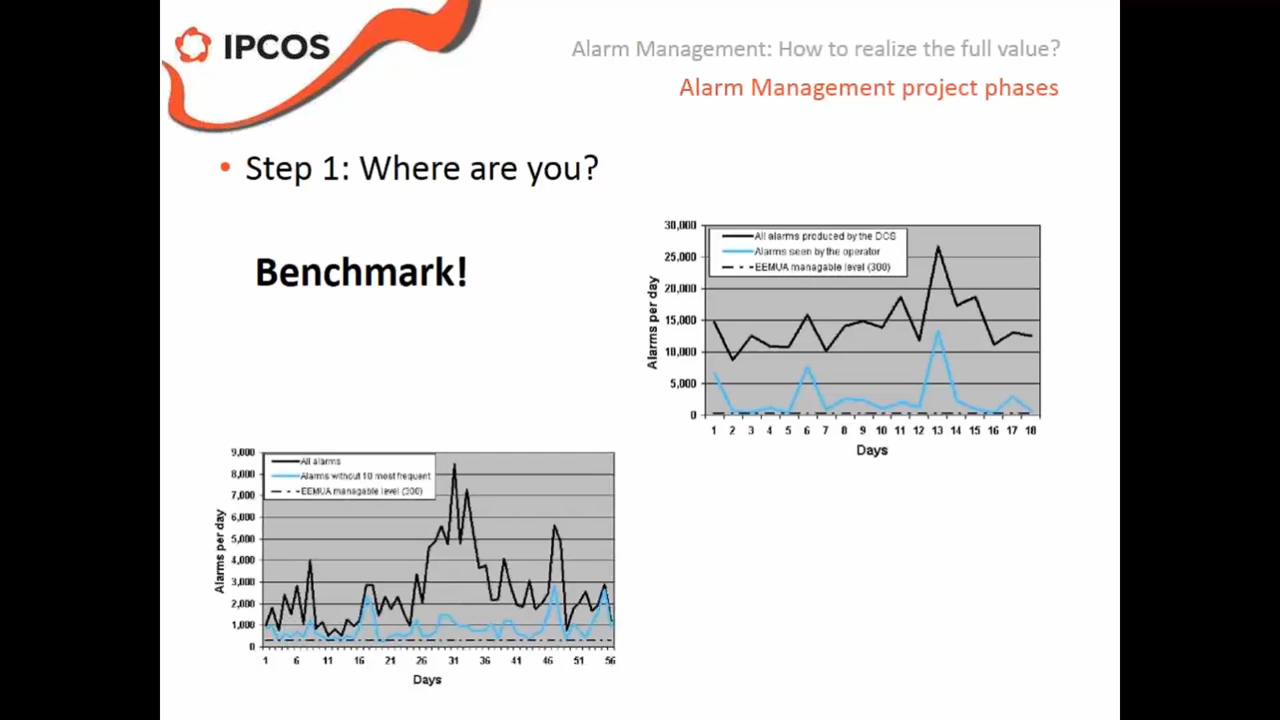 IPCOS
Alarm Management: How to realize the full value?
Alarm Management project phases
• Step 1: Where are you?
Benchmark!
30,000
25,000
20,000
15,000
10,000
5,000
0
Alarms per day
All alarms produced by the DCS
Alarms seen by the operator
EEMUA managable level (300)
1 2 3 4 5 6 7 8 9 10 11 12 13 14 15 16 17 18
Days
9,000
8,000
7,000
6,000
5,000
4,000
3,000
2,000
1,000
0
Alarms per day
All alarms
Alarms without 10 most frequent
EEMUA managable level (300)
1 6 11 16 21 26 31 36 41 46 51 56
Days